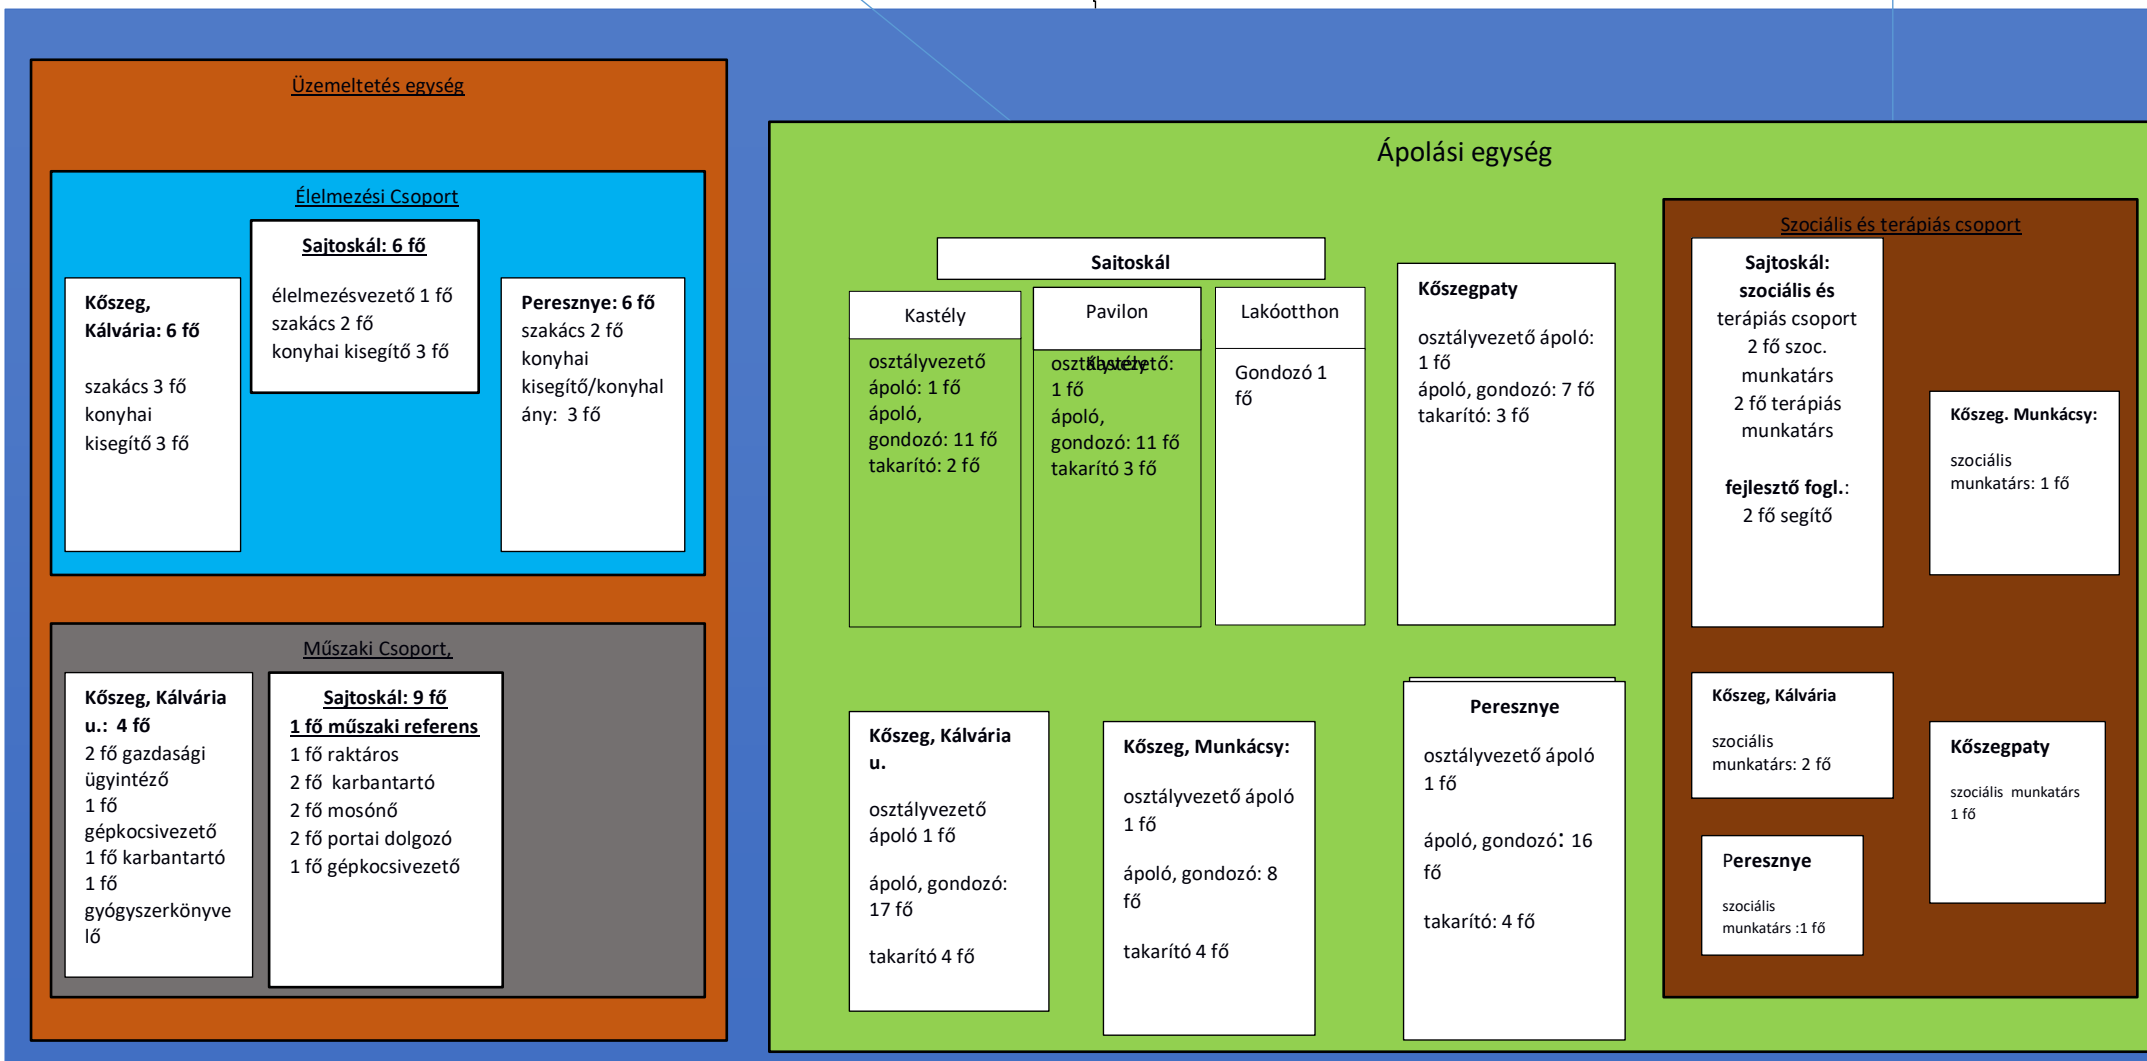 Üzemeltetés egység
Élelmezési Csoport
Sajtoskál: 6 fő
élelmezésvezető 1 fő
szakács 2 fő
konyhai kisegítő 3 fő
Kőszeg,
Kálvária: 6 fő
szakács 3 fő
konyhai
kisegítő 3 fő
Peresznye: 6 fő
szakács 2 fő
konyhai
kisegítő/konyhal
ány:  3 fő
Műszaki Csoport,
Kőszeg, Kálvária
u.:  4 fő
2 fő gazdasági
ügyintéző
1 fő
gépkocsivezető
1 fő karbantartó
1 fő
gyógyszerkönyve
lő
Sajtoskál: 9 fő
1 fő műszaki referens
1 fő raktáros
2 fő  karbantartó
2 fő mosónő
2 fő portai dolgozó
1 fő gépkocsivezető
Ápolási egység
Sajtoskál
Kastély
osztályvezető
ápoló: 1 fő
ápoló,
gondozó: 11 fő
takarító: 2 fő
Pavilon
Kastély
osztályvezető:
1 fő
ápoló,
gondozó: 11 fő
takarító 3 fő
Lakóotthon
Gondozó 1
fő
Kőszegpaty
osztályvezető ápoló:
1 fő
ápoló, gondozó: 7 fő
takarító: 3 fő
Kőszeg, Kálvária
u.
osztályvezető
ápoló 1 fő
ápoló, gondozó:
17 fő
takarító 4 fő
Kőszeg, Munkácsy:
osztályvezető ápoló
1 fő
ápoló, gondozó: 8
fő
takarító 4 fő
Peresznye
osztályvezető ápoló
1 fő
ápoló, gondozó: 16
fő
takarító: 4 fő
Szociális és terápiás csoport
Sajtoskál:
szociális és
terápiás csoport
2 fő szoc.
munkatárs
2 fő terápiás
munkatárs
fejlesztő fogl.:
2 fő segítő
Kőszeg. Munkácsy:
szociális
munkatárs: 1 fő
Kőszeg, Kálvária
szociális
munkatárs: 2 fő
Kőszegpaty
szociális  munkatárs
1 fő
Peresznye
szociális
munkatárs :1 fő